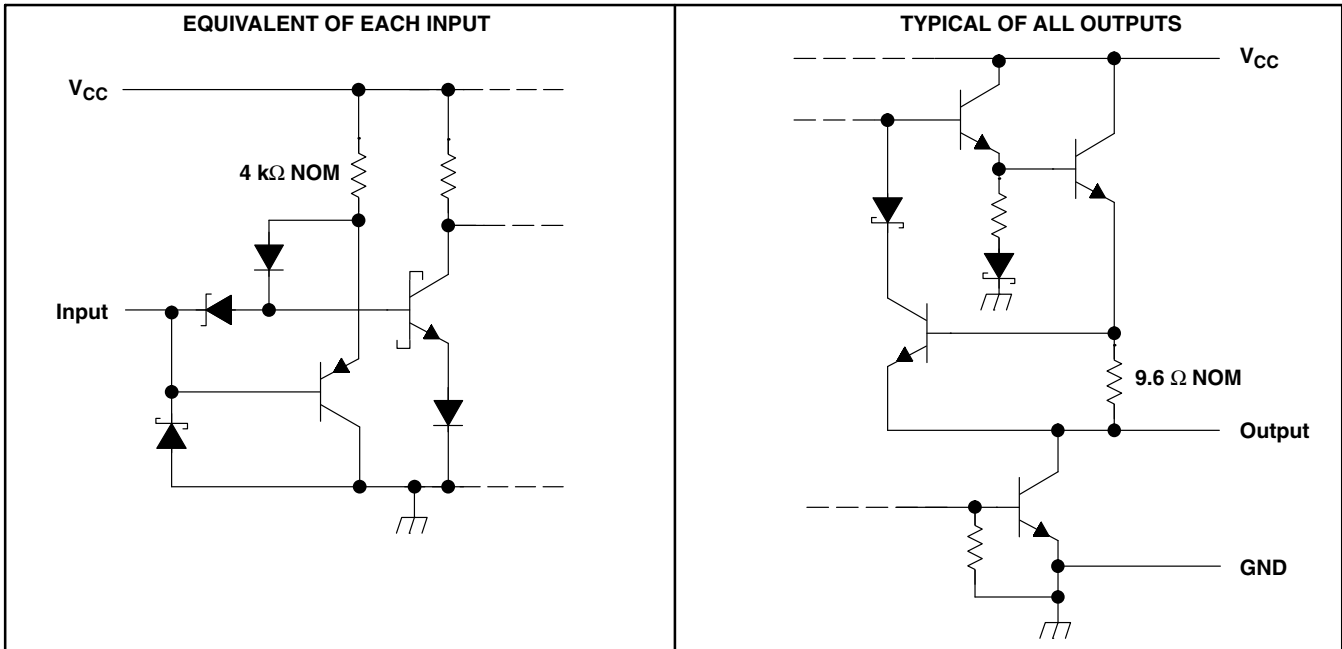 EQUIVALENT OF EACH INPUT
VCC
4 kΩ NOM
Input
TYPICAL OF ALL OUTPUTS
VCC
9.6 Ω NOM
Output
GND